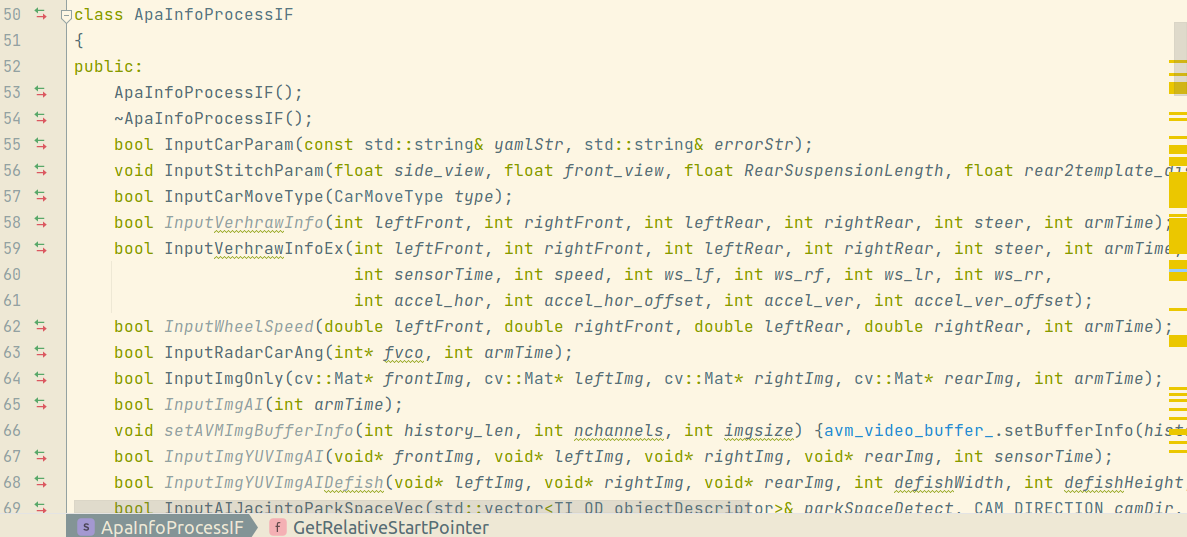 50 class ApaInfoProcessIF
51 {
52 public:
53 ApaInfoProcessIF();
54 ~ApaInfoProcessIF();
55 bool InputCarParam(const std::string& yamlStr, std::string& errorStr);
56 void InputStitchParam(float side_view, float front_view, float RearSuspensionLength, float rear2template_di
57 bool InputCarMoveType(CarMoveType type);
58 bool InputVerhrawInfo(int leftFront, int rightFront, int leftRear, int rightRear, int steer, int armTime);
59 bool InputVerhrawInfoEx(int leftFront, int rightFront, int leftRear, int rightRear, int steer, int armTime,
60 int sensorTime, int speed, int ws_lf, int ws_rf, int ws_lr, int ws_rr,
61 int accel_hor, int accel_hor_offset, int accel_ver, int accel_ver_offset);
62 bool InputWheelSpeed(double leftFront, double rightFront, double leftRear, double rightRear, int armTime);
63 bool InputRadarCarAng(int* fvco, int armTime);
64 bool InputImgOnly(cv::Mat* frontImg, cv::Mat* leftImg, cv::Mat* rightImg, cv::Mat* rearImg, int armTime);
65 bool InputImgAI(int armTime);
66 void setAVMImgBufferInfo(int history_len, int nchannels, int imgsize) {avm_video_buffer_.setBufferInfo(hist
67 bool InputImgYUVImgAI(void* frontImg, void* leftImg, void* rightImg, void* rearImg, int sensorTime);
68 bool InputImgYUVImgAIDefish(void* leftImg, void* rightImg, void* rearImg, int defishWidth, int defishHeight
69 bool InputAIJacintoParkSpaceVec(std::vector<TI_OD_objectDescriptor>& parkSpaceDetect, CAM_DIRECTION camDir,
s ApaInfoProcessIF f GetRelativeStartPointer